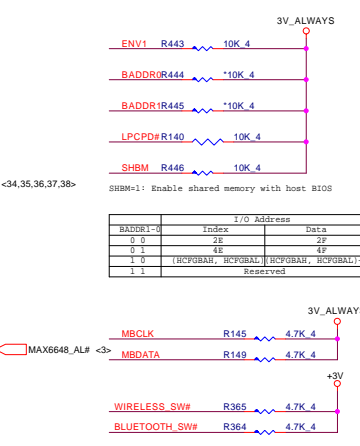 3V_ALWAYS
ENV1 R443 10K_4
BADDR0 R444 *10K_4
BADDR1 R445 *10K_4
LPCPD# R140 10K_4
SHBM R446 10K_4
<34,35,36,37,38>
SHBM=1: Enable shared memory with host BIOS
I/O Address
BADDR1-0 Index Data
0 0 2E 2F
0 1 4E 4F
1 0 (HCFGBAH, HCFGBAL) (HCFGBAH, HCFGBAL)+
1 1 Reserved
3V_ALWAYS
MBCLK R145 4.7K_4
MAX6648_AL# <3>
MBDATA R149 4.7K_4
+3V
WIRELESS_SW# R365 4.7K_4
BLUETOOTH_SW# R364 4.7K_4